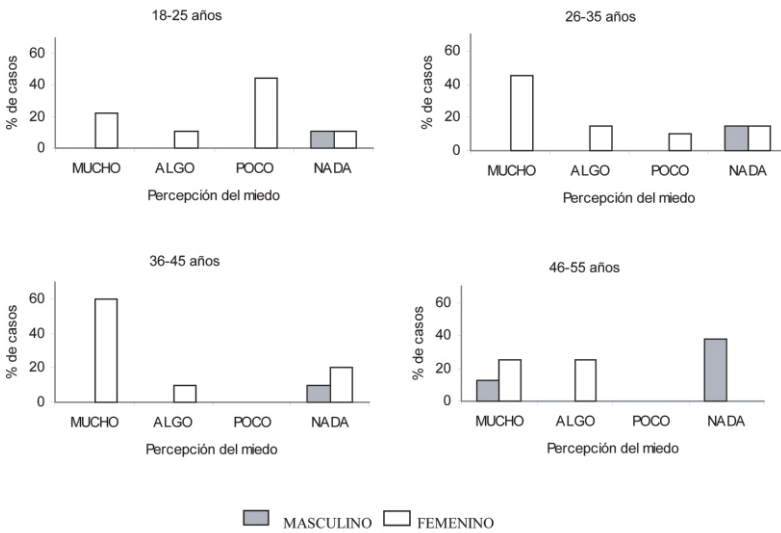 18-25 años
% de casos
60
40
20
0
MUCHO ALGO POCO NADA
Percepción del miedo
26-35 años
% de casos
60
40
20
0
MUCHO ALGO POCO NADA
Percepción del miedo
36-45 años
% de casos
60
40
20
0
MUCHO ALGO POCO NADA
Percepción del miedo
46-55 años
% de casos
60
40
20
0
MUCHO ALGO POCO NADA
Percepción del miedo
MASCULINO FEMENINO